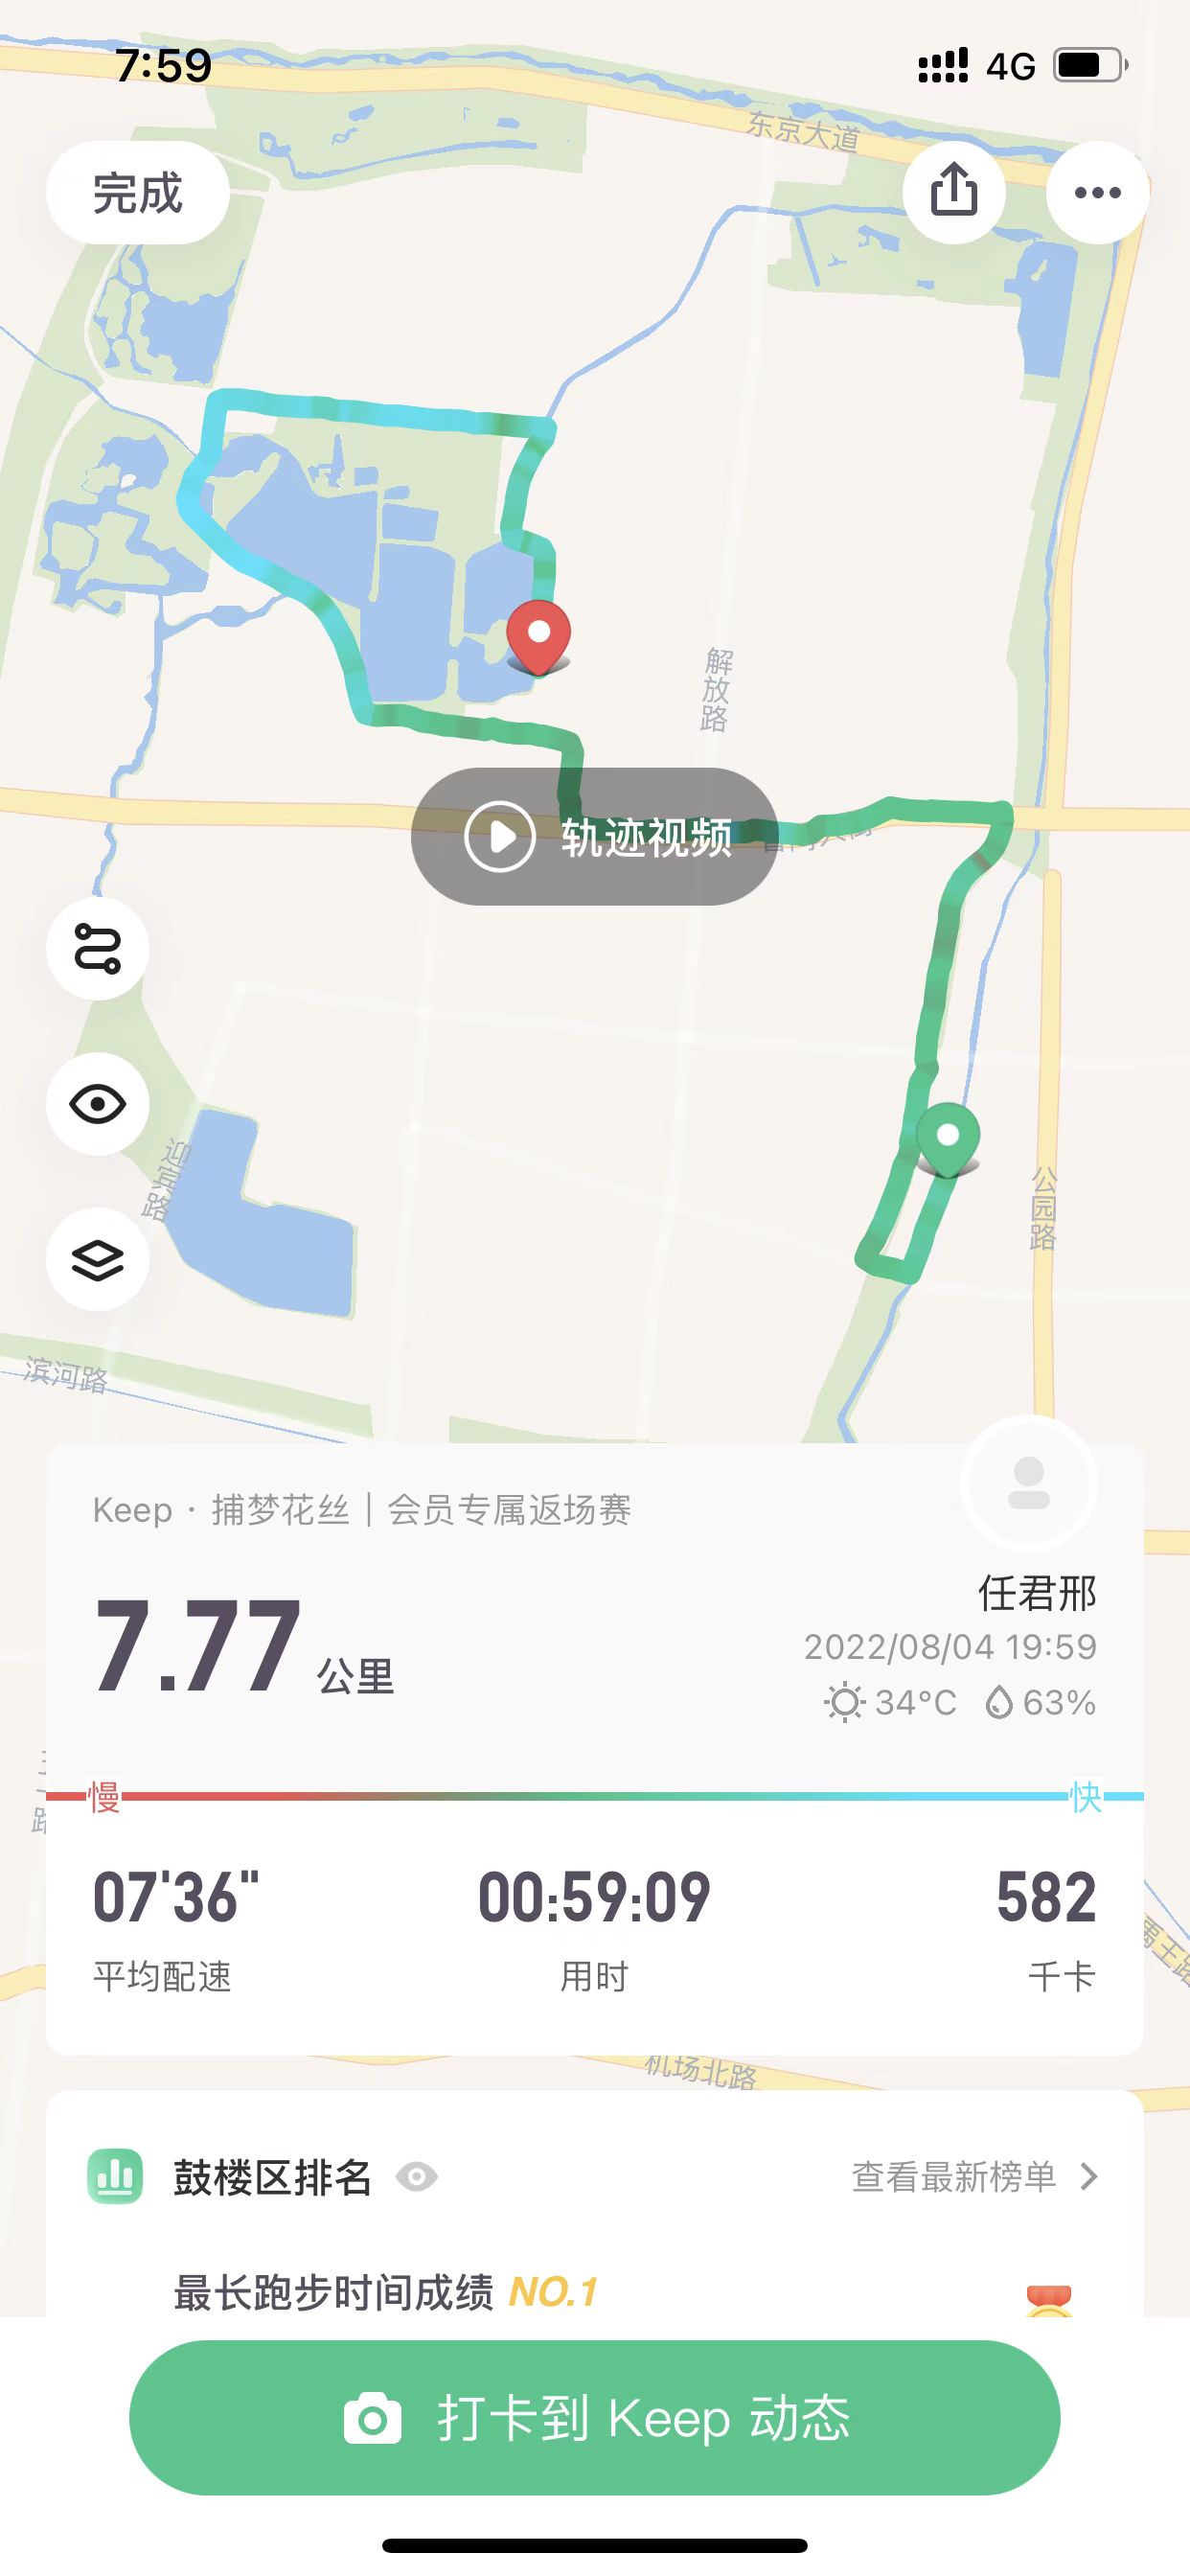 7:59
4G
东京大道
完成
解放路
轨迹视频
迎宾路
公园路
滨河路
Keep · 捕梦花丝 | 会员专属返场赛
7.77 公里
任君邢
2022/08/04 19:59
34°C 63%
慢 快
07'36" 00:59:09 582
平均配速 用时 千卡
禹王路
机场北路
鼓楼区排名 查看最新榜单
最长跑步时间成绩 NO.1
打卡到 Keep 动态